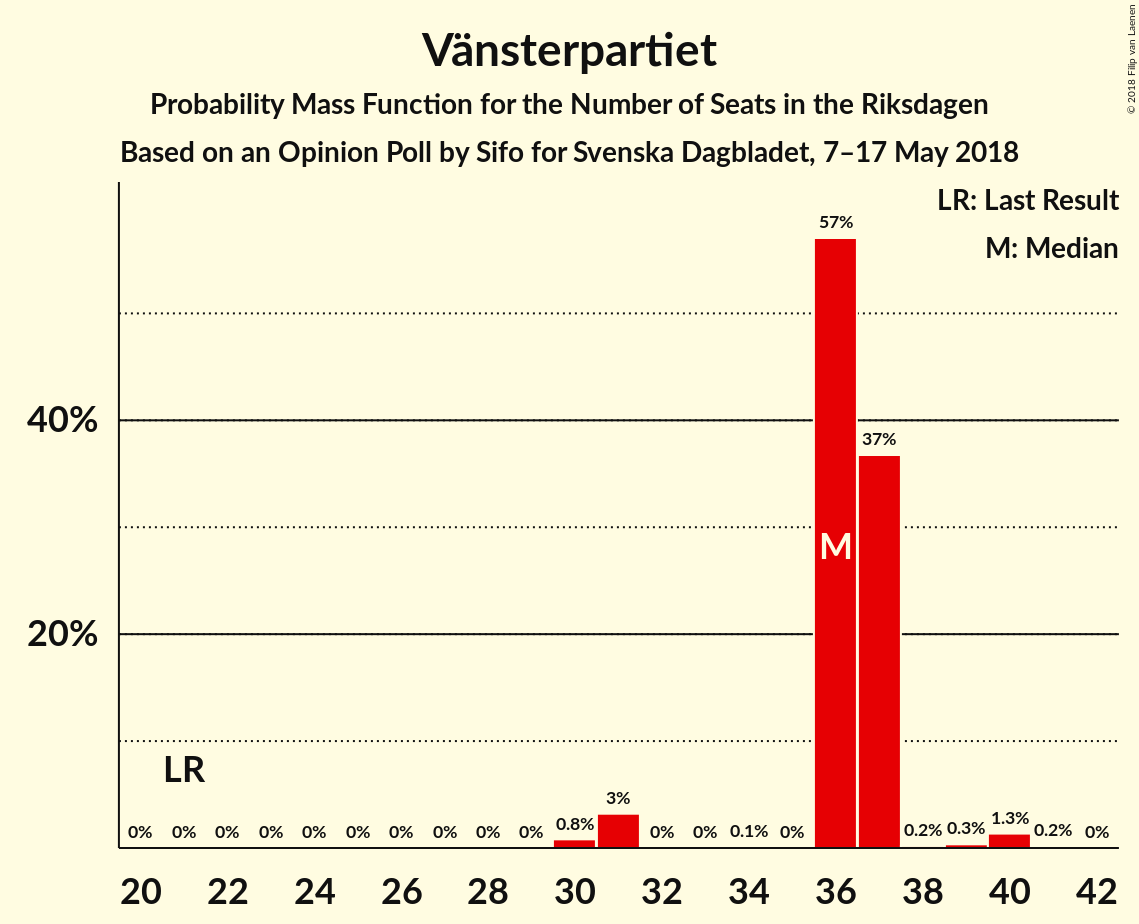 Vänsterpartiet
Probability Mass Function for the Number of Seats in the Riksdagen
Based on an Opinion Poll by Sifo for Svenska Dagbladet, 7–17 May 2018
© 2018 Filip van Laenen
LR: Last Result
M: Median
57%
40%
37%
M
20%
LR
0% 0% 0% 0% 0% 0% 0% 0% 0% 0% 0.8% 3% 0% 0% 0.1% 0% 0.2% 0.3% 1.3% 0.2% 0%
20 22 24 26 28 30 32 34 36 38 40 42